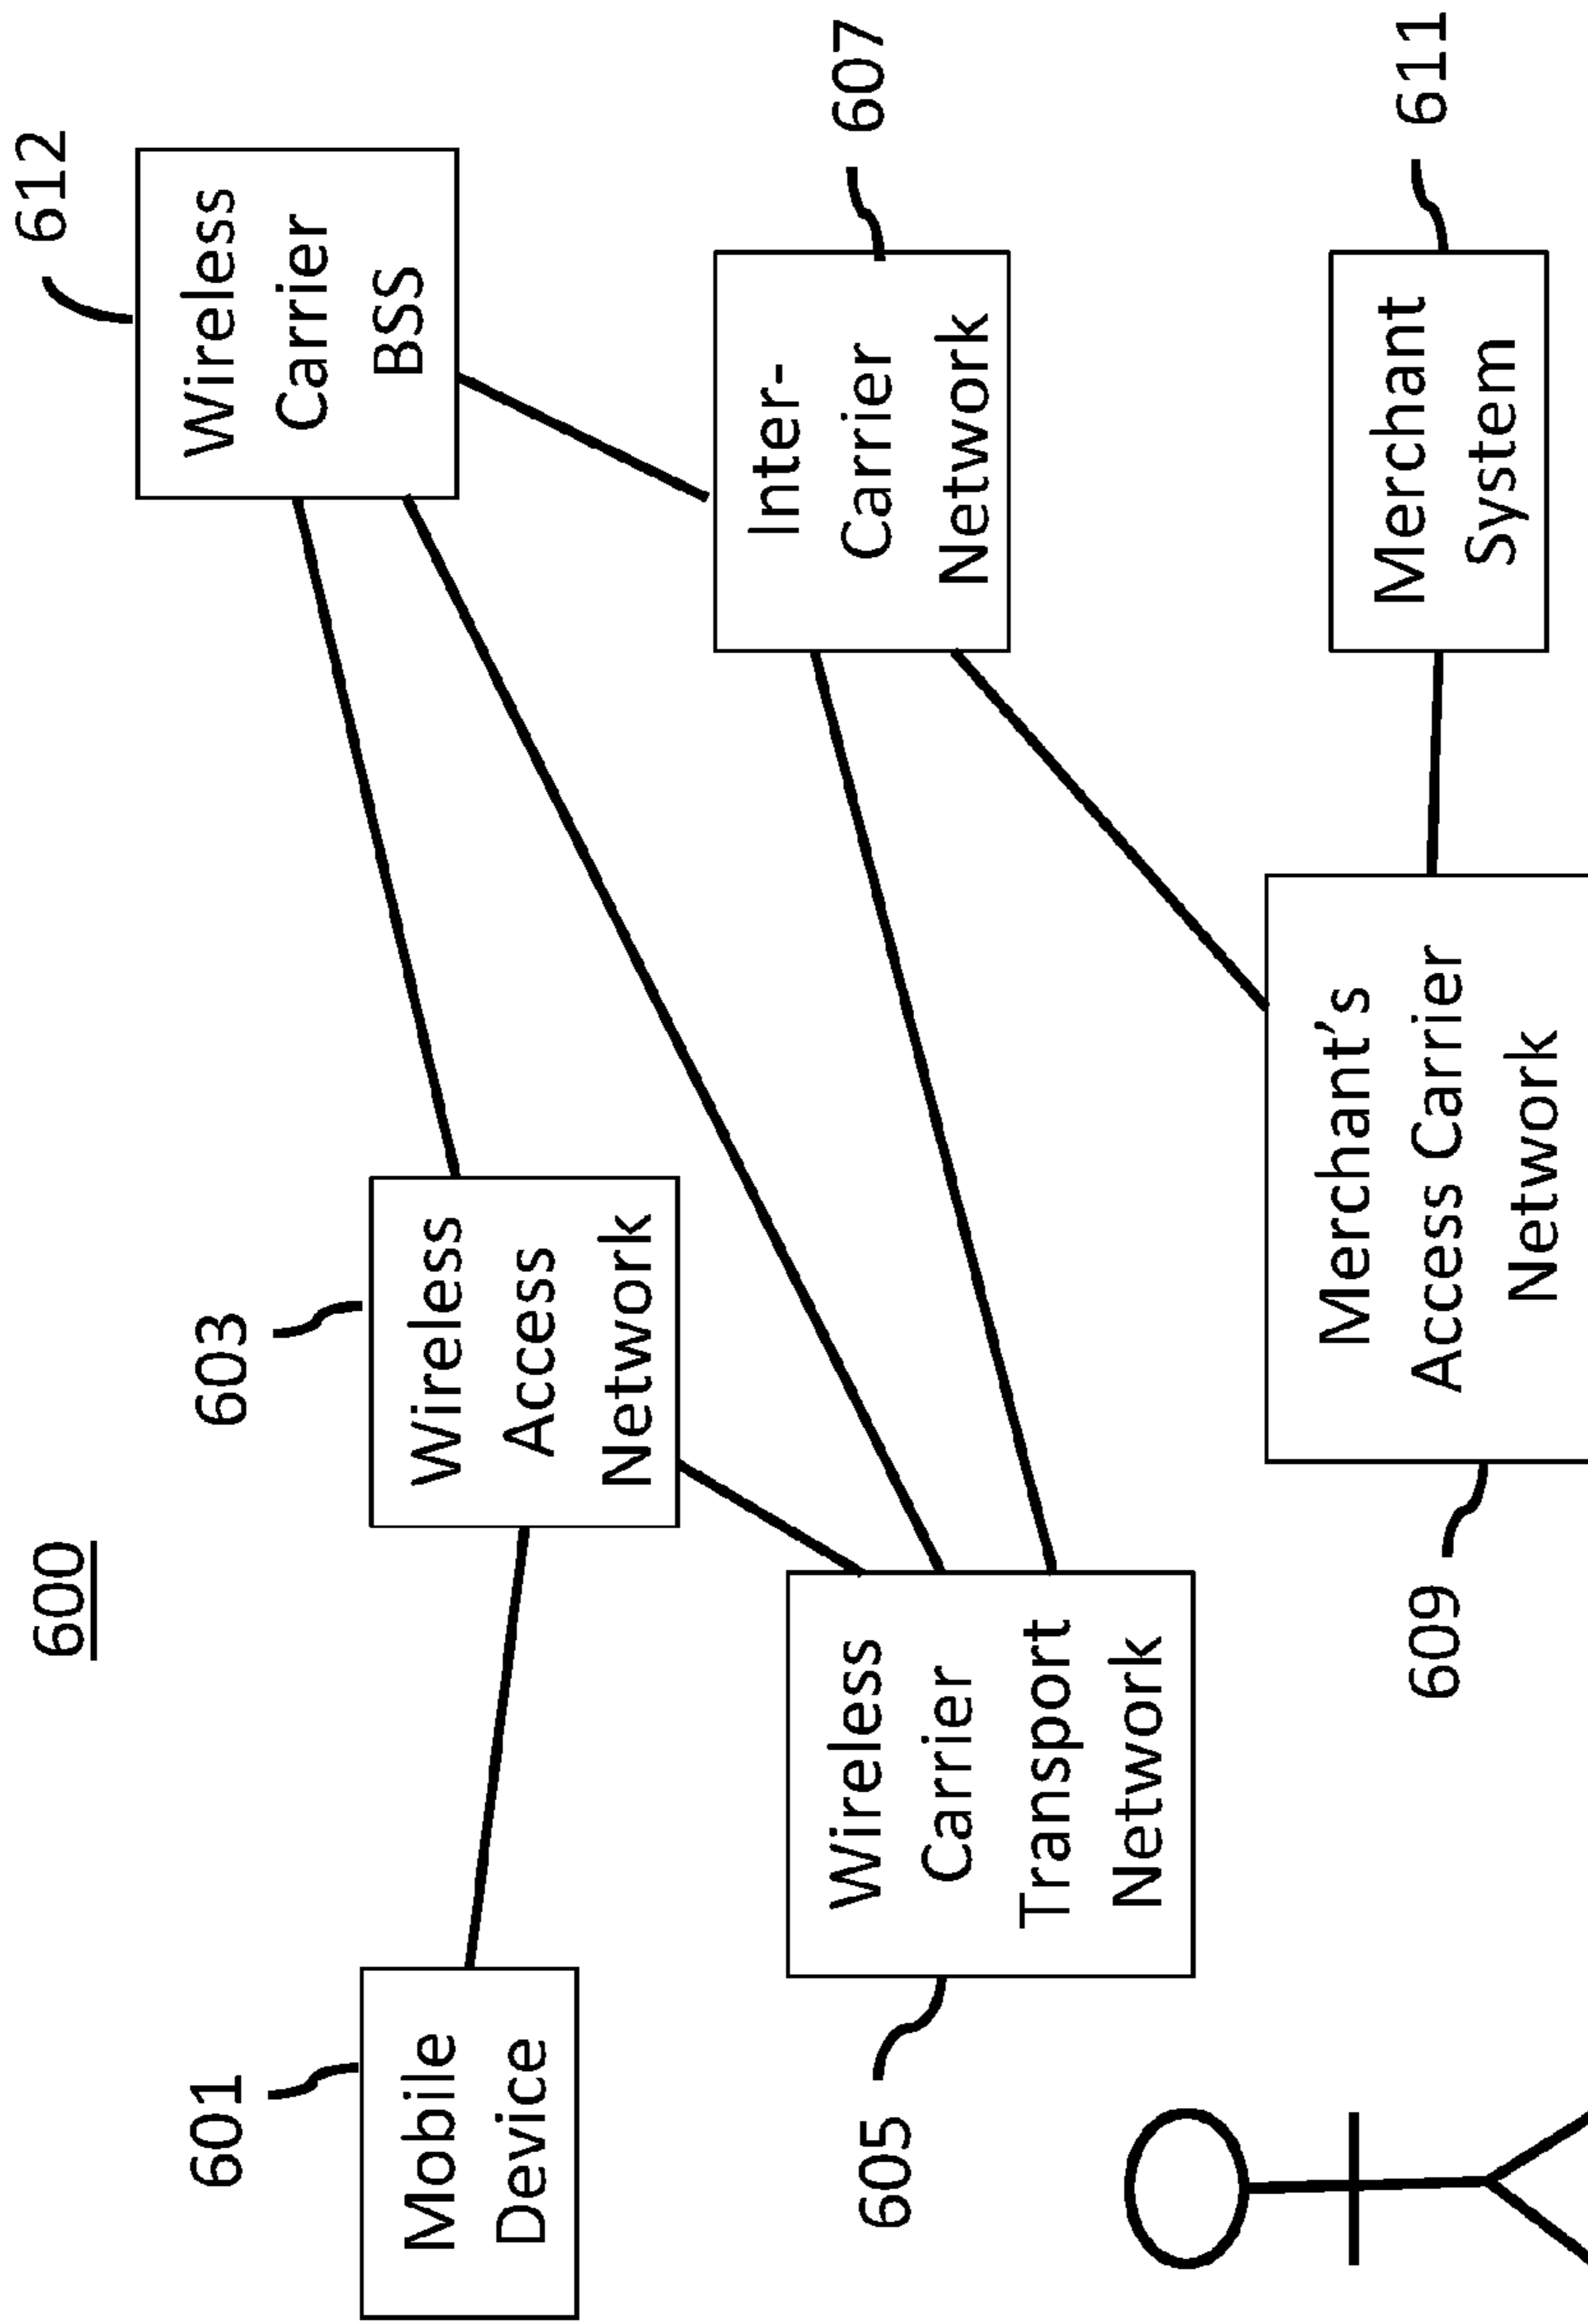 600
612
Wireless
Carrier
BSS
603
Wireless
Access
Network
601
Mobile
Device
607
Inter-
Carrier
Network
605
Wireless
Carrier
Transport
Network
611
Merchant
System
609
Merchant's
Access Carrier
Network